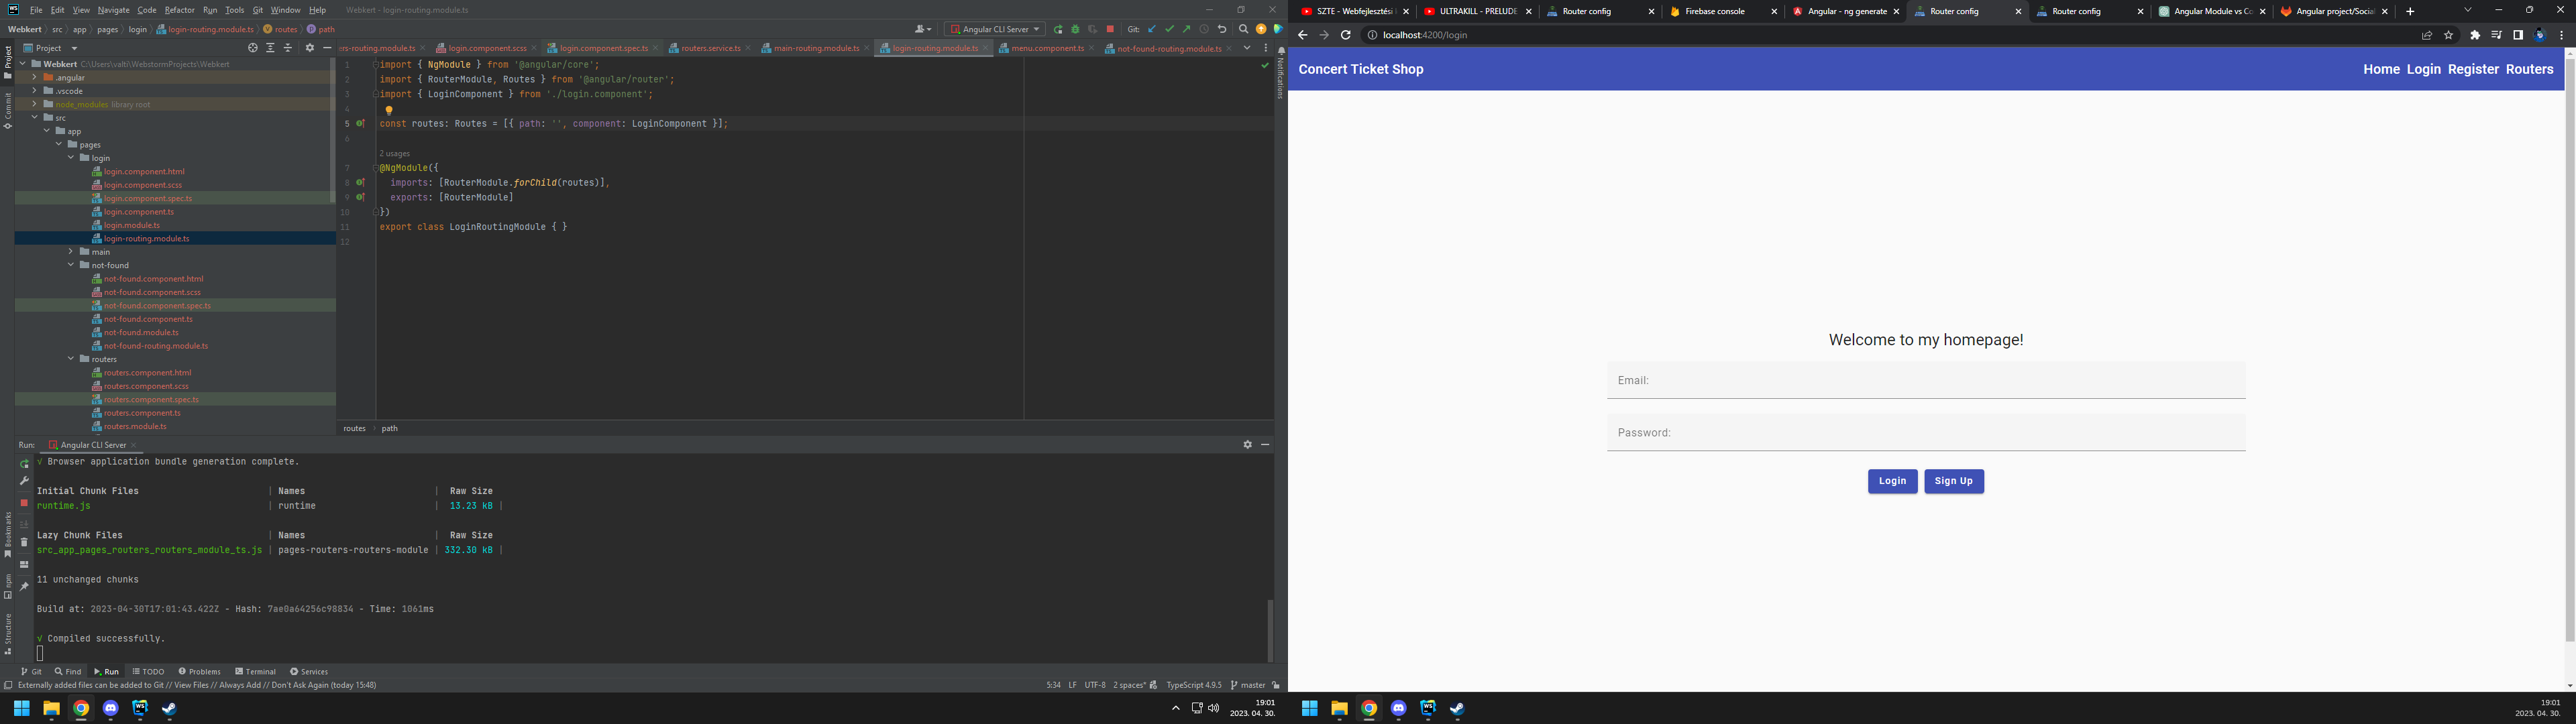 File Edit View Navigate Code Refactor Run Tools Git Window Help Webkert - login-routing.module.ts
Webkert src app pages login login-routing.module.ts routes path
Angular CLI Server Git:
Project
Project
ers-routing.module.ts login.component.scss login.component.spec.ts routers.service.ts main-routing.module.ts login-routing.module.ts menu.component.ts not-found-routing.module.ts
Webkert C:\Users\valti\WebstormProjects\Webkert
.angular
.vscode
node_modules library root
src
app
pages
login
login.component.html
login.component.scss
login.component.spec.ts
login.component.ts
login.module.ts
login-routing.module.ts
main
not-found
not-found.component.html
not-found.component.scss
not-found.component.spec.ts
not-found.component.ts
not-found.module.ts
not-found-routing.module.ts
routers
routers.component.html
routers.component.scss
routers.component.spec.ts
routers.component.ts
routers.module.ts
Commit
Bookmarks
npm
Structure
Notifications
1 import { NgModule } from '@angular/core';
2 import { RouterModule, Routes } from '@angular/router';
3 import { LoginComponent } from './login.component';
4
5 const routes: Routes = [{ path: '', component: LoginComponent }];
6
2 usages
7 @NgModule({
8 imports: [RouterModule.forChild(routes)],
9 exports: [RouterModule]
10 })
11 export class LoginRoutingModule { }
12
routes path
Run: Angular CLI Server
√ Browser application bundle generation complete.
Initial Chunk Files | Names | Raw Size
runtime.js | runtime | 13.23 kB |
Lazy Chunk Files | Names | Raw Size
src_app_pages_routers_routers_module_ts.js | pages-routers-routers-module | 332.30 kB |
11 unchanged chunks
Build at: 2023-04-30T17:01:43.422Z - Hash: 7ae0a64256c98834 - Time: 1061ms
√ Compiled successfully.
Git Find Run TODO Problems Terminal Services
Externally added files can be added to Git // View Files // Always Add // Don't Ask Again (today 15:48)
5:34 LF UTF-8 2 spaces* TypeScript 4.9.5 master
19:01
2023. 04. 30.
SZTE - Webfejlesztési ULTRAKILL - PRELUDE Router config Firebase console Angular - ng generate Router config Router config Angular Module vs Co Angular project/Social
localhost:4200/login
Concert Ticket Shop
Home Login Register Routers
Welcome to my homepage!
Email:
Password:
Login Sign Up
19:01
2023. 04. 30.